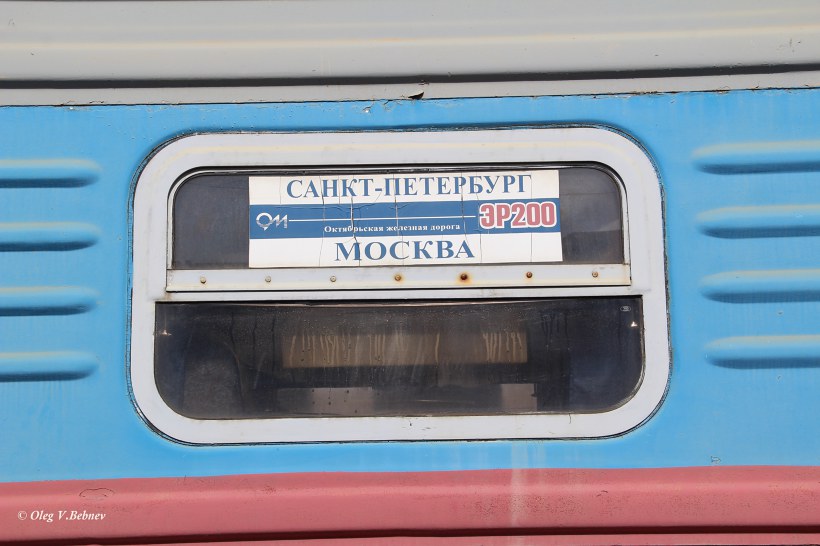 САНКТ-ПЕТЕРБУРГ
ЭР200
Октябрьская железная дорога
МОСКВА
© Oleg V.Bebnev